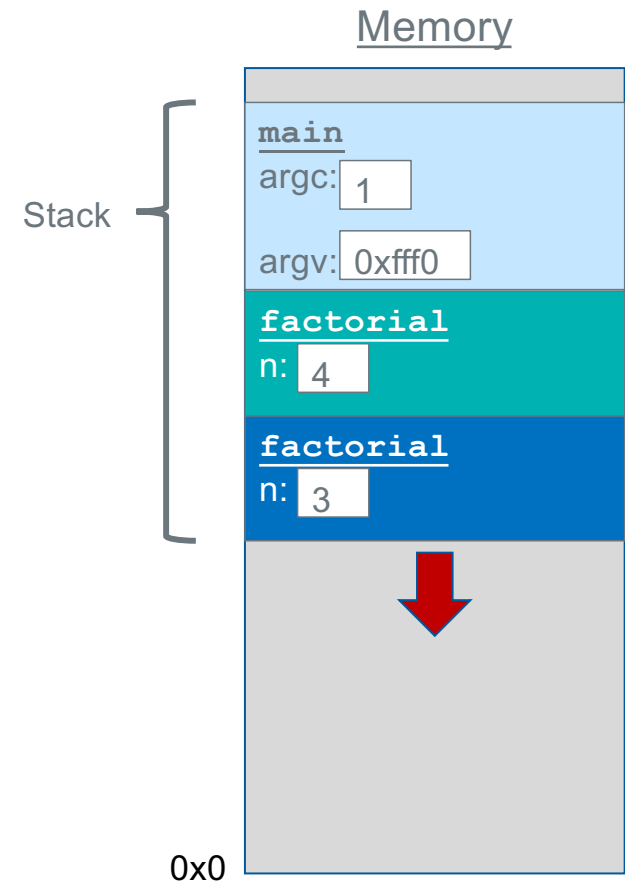 Memory
main
argc: 1
Stack
argv: 0xfff0
factorial
n: 4
factorial
n: 3
0x0